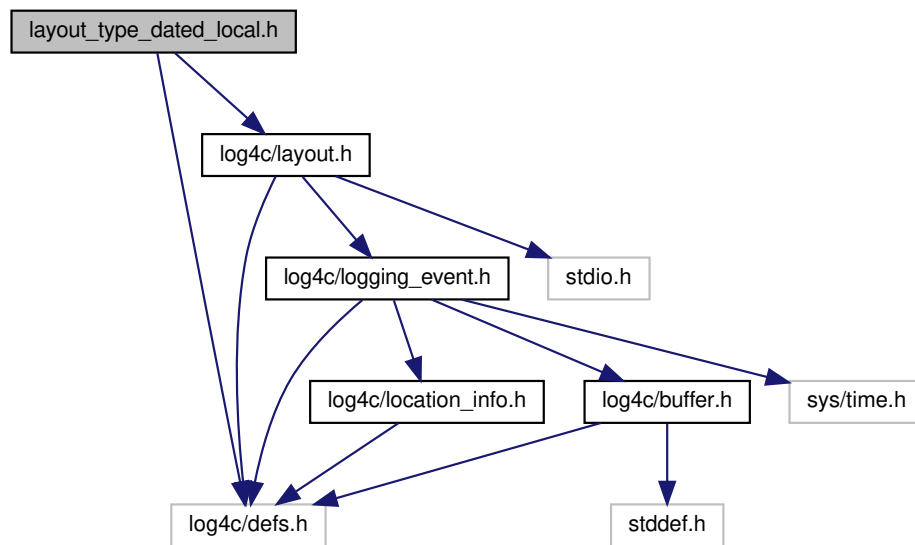 layout_type_dated_local.h
log4c/layout.h
log4c/logging_event.h
stdio.h
log4c/location_info.h
log4c/buffer.h
sys/time.h
log4c/defs.h
stddef.h